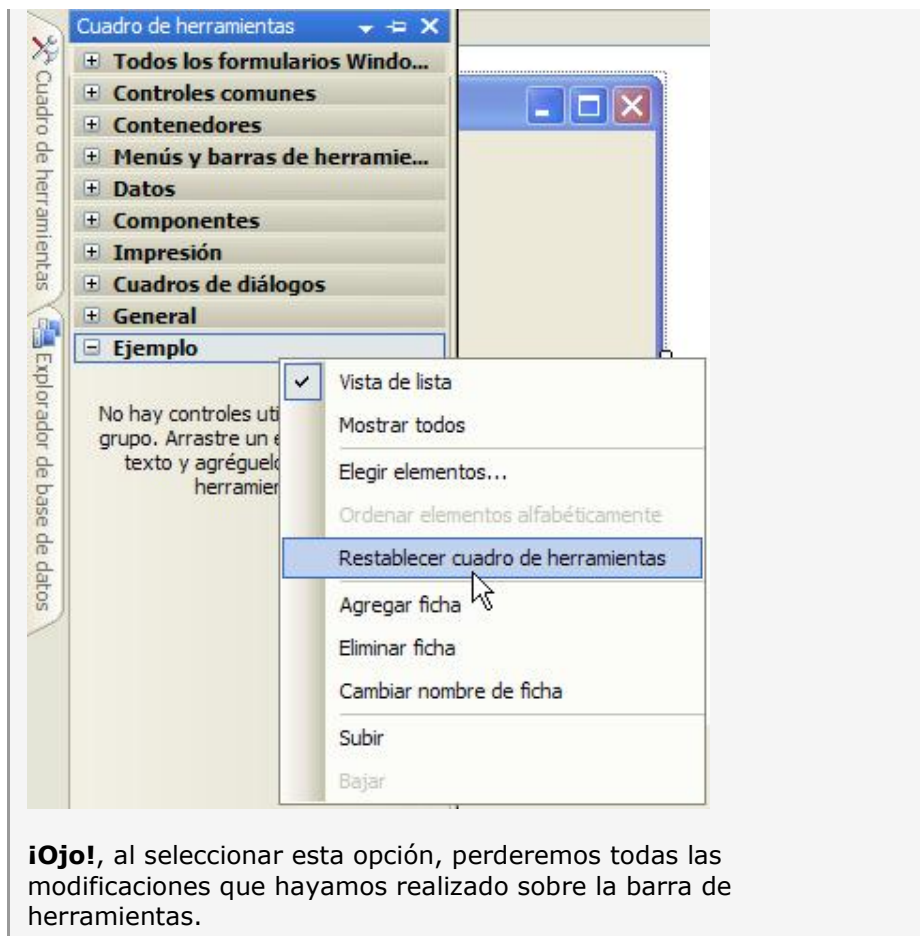 Cuadro de herramientas
Cuadro de herramientas
Explorador de base de datos
Todos los formularios Windo...
Controles comunes
Contenedores
Menús y barras de herramie...
Datos
Componentes
Impresión
Cuadros de diálogos
General
Ejemplo
No hay controles uti
grupo. Arrastre un e
texto y agréguelo
herramien
Vista de lista
Mostrar todos
Elegir elementos...
Ordenar elementos alfabéticamente
Restablecer cuadro de herramientas
Agregar ficha
Eliminar ficha
Cambiar nombre de ficha
Subir
Bajar
¡Ojo!, al seleccionar esta opción, perderemos todas las
modificaciones que hayamos realizado sobre la barra de
herramientas.